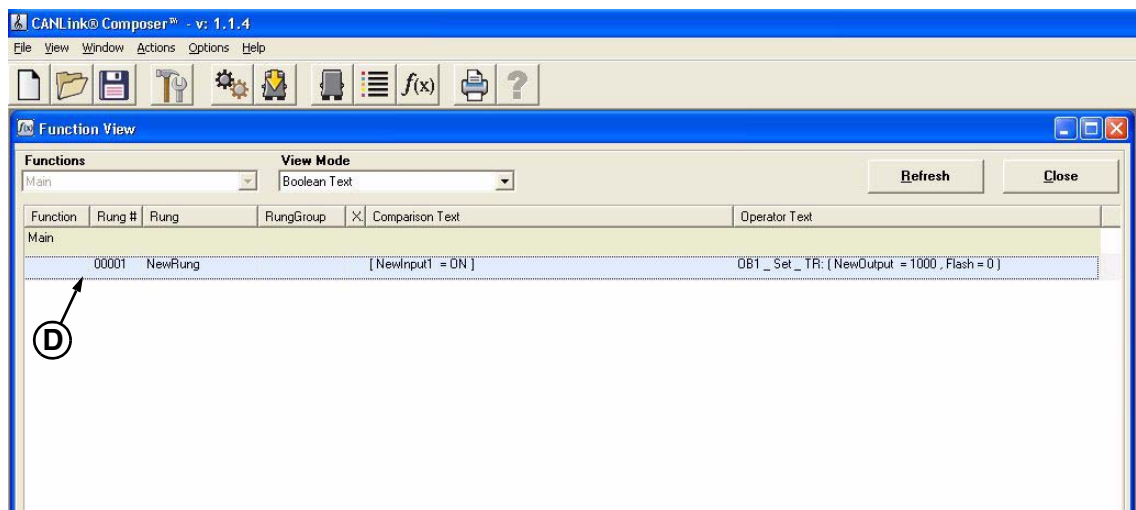 CANLink® Composer™ - v: 1.1.4
File View Window Actions Options Help
f(x) ?
f(x) Function View
Functions View Mode
Main Boolean Text Refresh Close
Function Rung # Rung RungGroup X. Comparison Text Operator Text
Main
00001 NewRung [ NewInput1 = ON ] OB1 _ Set _ TR: ( NewOutput = 1000 , Flash = 0 )
D